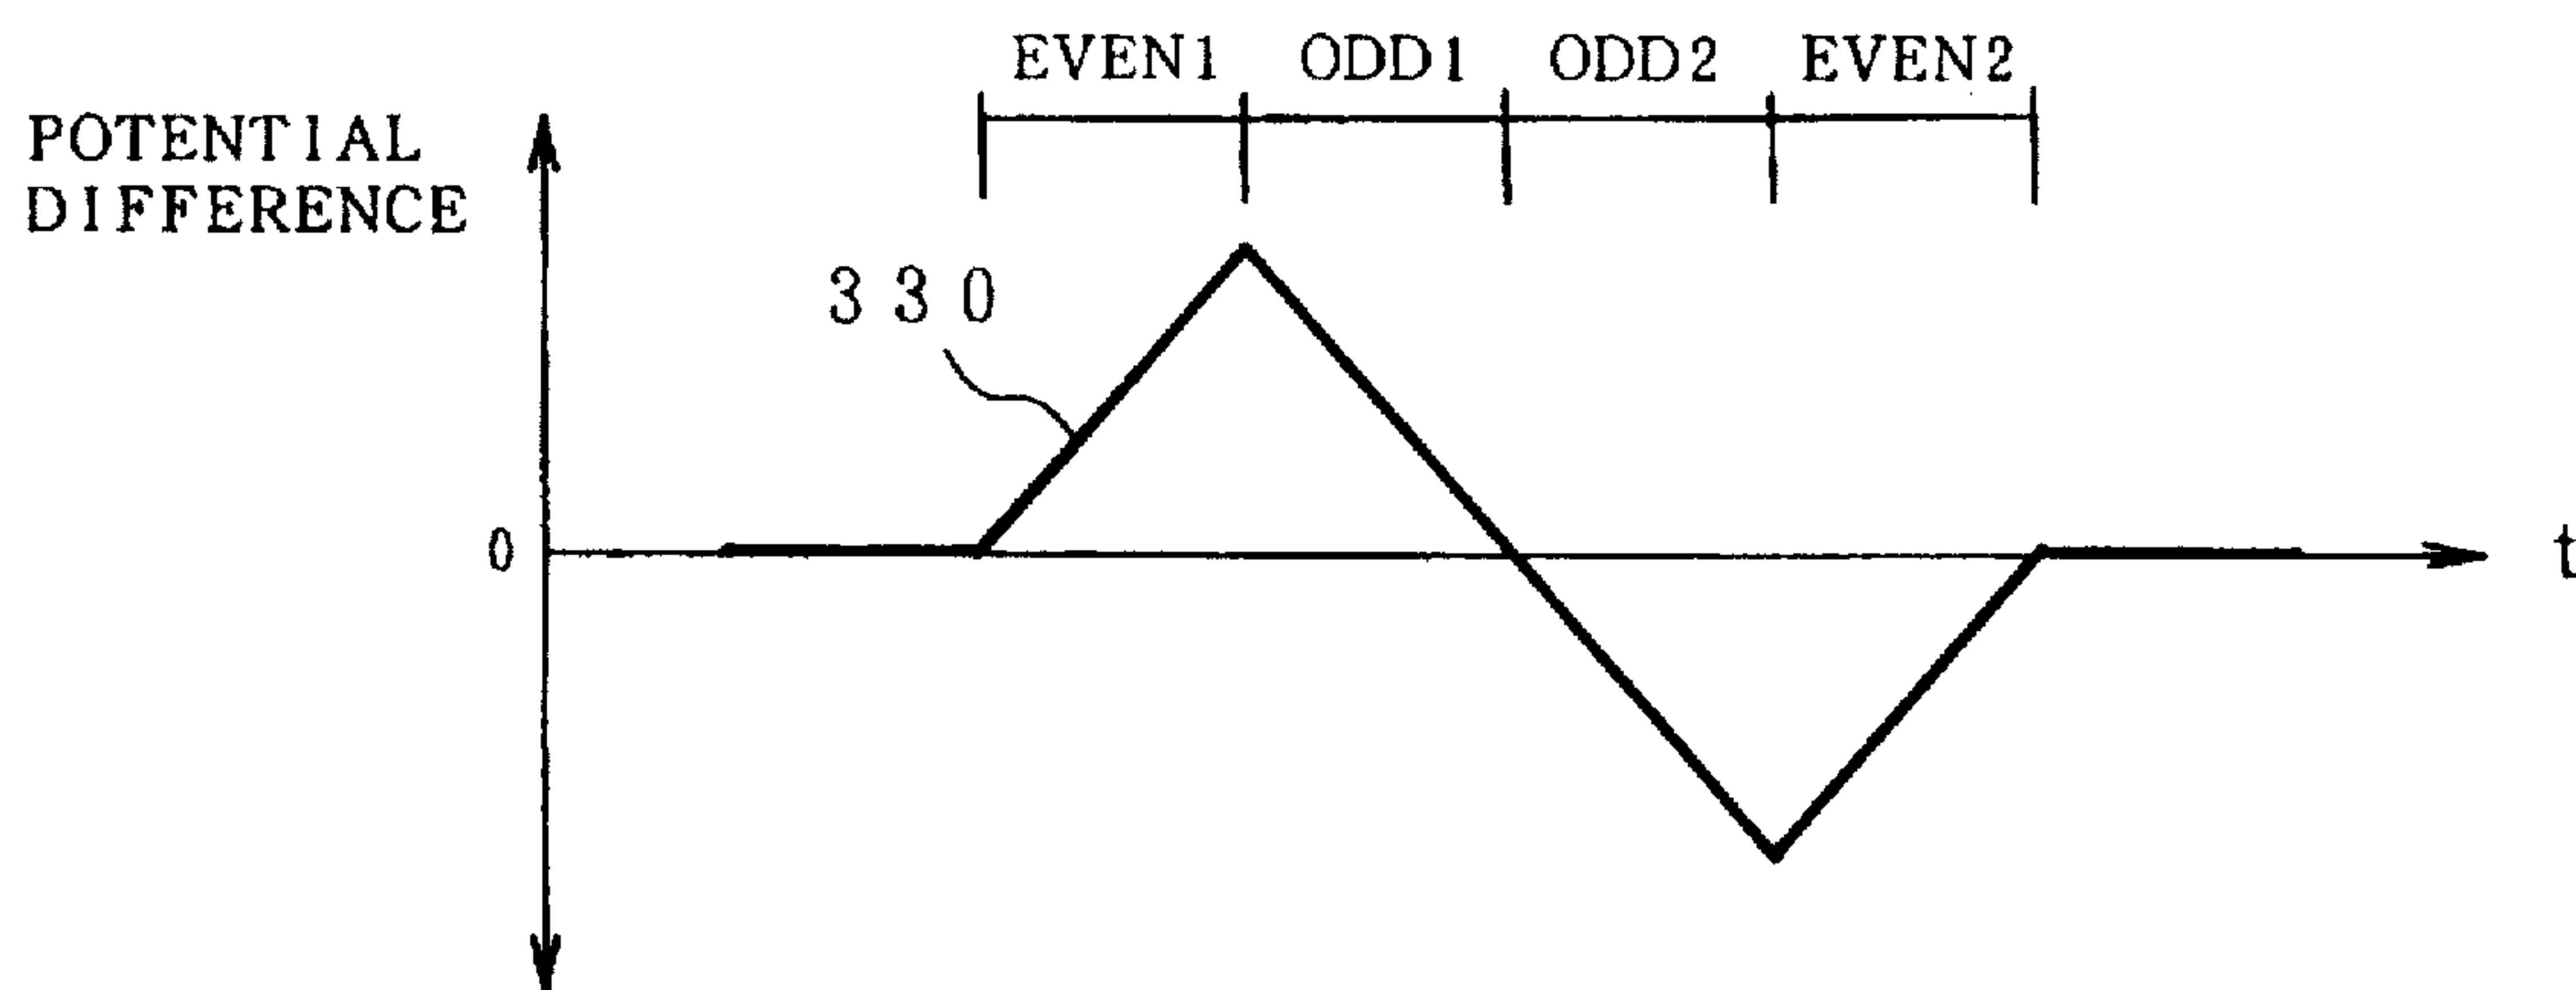 EVEN1 ODD1 ODD2 EVEN2
POTENTIAL
DIFFERENCE
330
0
t